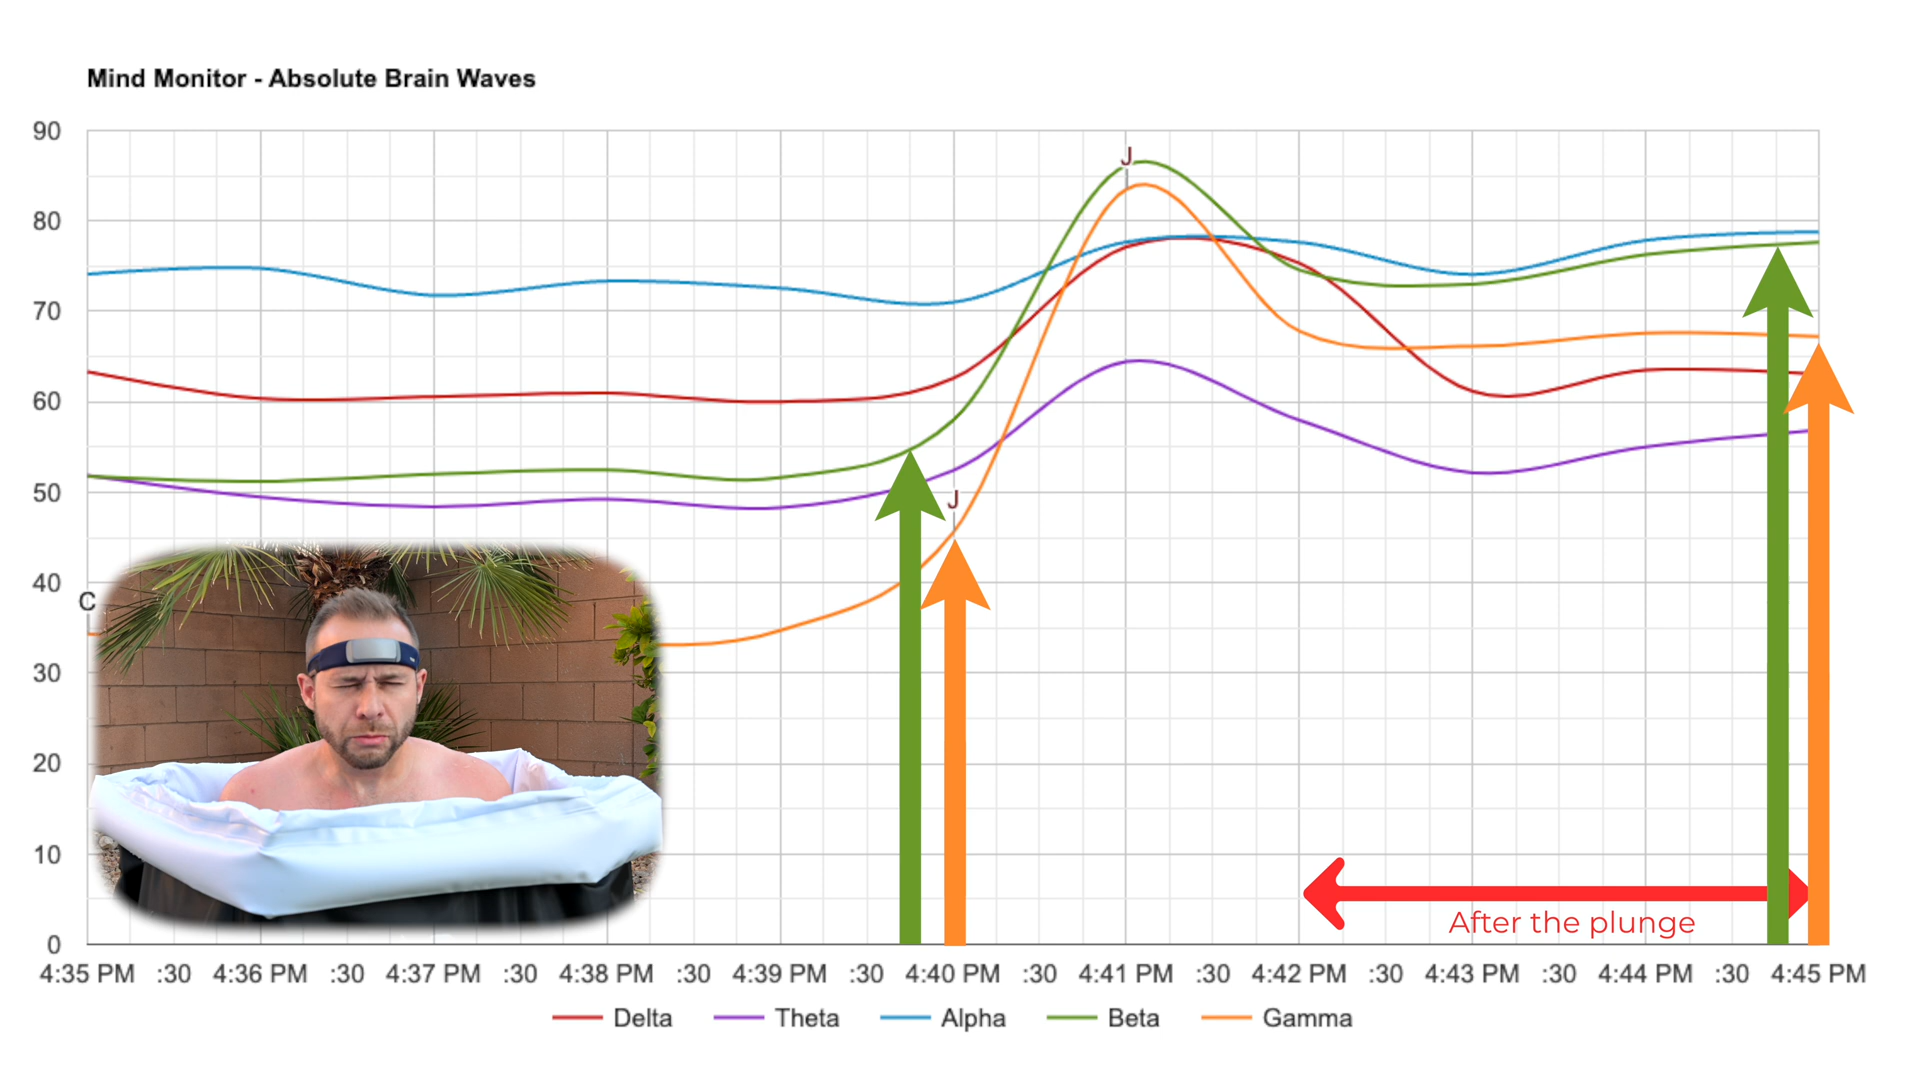 Mind Monitor - Absolute Brain Waves
90
80
70
60
50
40
30
20
10
0
J
J
C
After the plunge
4:35 PM :30 4:36 PM :30 4:37 PM :30 4:38 PM :30 4:39 PM :30 4:40 PM :30 4:41 PM :30 4:42 PM :30 4:43 PM :30 4:44 PM :30 4:45 PM
Delta Theta Alpha Beta Gamma